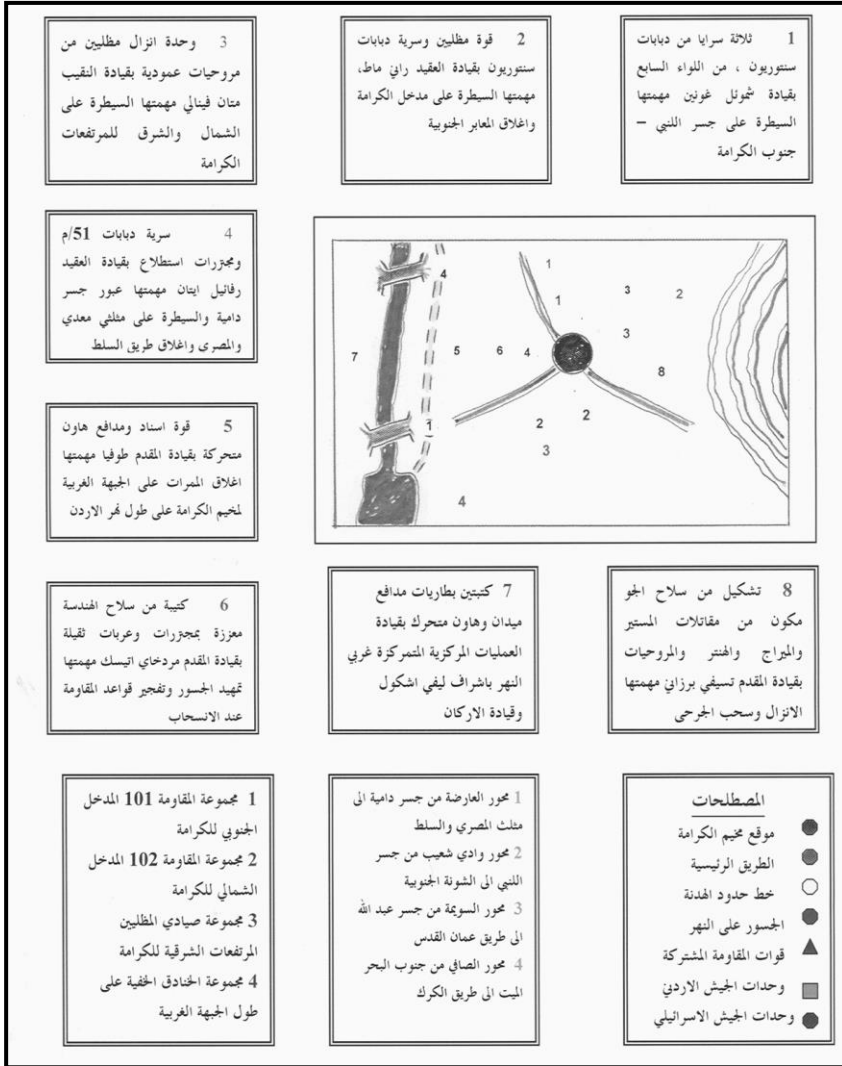 1 ثلاثة سرايا من دبابات
سنتوريون ، من اللواء السابع
بقيادة شموئل غونين مهمتها
السيطرة على جسر اللنبي –
جنوب الكرامة
2 قوة مظليين وسرية دبابات
سنتوريون بقيادة العقيد راني ماط،
مهمتها السيطرة على مدخل الكرامة
واغلاق المعابر الجنوبية
3 وحدة انزال مظليين من
مروحيات عمودية بقيادة النقيب
متان فينالي مهمتها السيطرة على
الشمال والشرق للمرتفعات
الكرامة
4 سرية دبابات 51/م
ومجنزرات استطلاع بقيادة العقيد
رفائيل ايتان مهمتها عبور جسر
دامية والسيطرة على مثلثي معدي
والمصري واغلاق طريق السلط
1
4
1
3
2
3
7
5
6
4
8
1
2
2
3
4
5 قوة اسناد ومدافع هاون
متحركة بقيادة المقدم طوفيا مهمتها
اغلاق الممرات على الجبهة الغربية
لمخيم الكرامة على طول نهر الاردن
8 تشكيل من سلاح الجو
مكون من مقاتلات المستير
والميراج والهنتر والمروحيات
بقيادة المقدم تسيفي برزاني مهمتها
الانزال وسحب الجرحى
7 كتبتين بطاريات مدافع
ميدان وهاون متحرك بقيادة
العمليات المركزية المتمركزة غربي
النهر باشراف ليفي اشكول
وقيادة الاركان
6 كتيبة من سلاح الهندسة
معززة بمجنزرات وعربات ثقيلة
بقيادة المقدم مردخاي اتيسك مهمتها
تمهيد الجسور وتفجير قواعد المقاومة
عند الانسحاب
المصطلحات
موقع مخيم الكرامة
الطريق الرئيسية
خط حدود الهدنة
الجسور على النهر
قوات المقاومة المشتركة
وحدات الجيش الاردني
وحدات الجيش الاسرائيلي
1 محور العارضة من جسر دامية الى
مثلث المصري والسلط
2 محور وادي شعيب من جسر
اللنبي الى الشونة الجنوبية
3 محور السويمة من جسر عبد الله
الى طريق عمان القدس
4 محور الصافي من جنوب البحر
الميت الى طريق الكرك
1 مجموعة المقاومة 101 المدخل
الجنوبي للكرامة
2 مجموعة المقاومة 102 المدخل
الشمالي للكرامة
3 مجموعة صيادي المظليين
المرتفعات الشرقية للكرامة
4 مجموعة الخنادق الخفية على
طول الجبهة الغربية